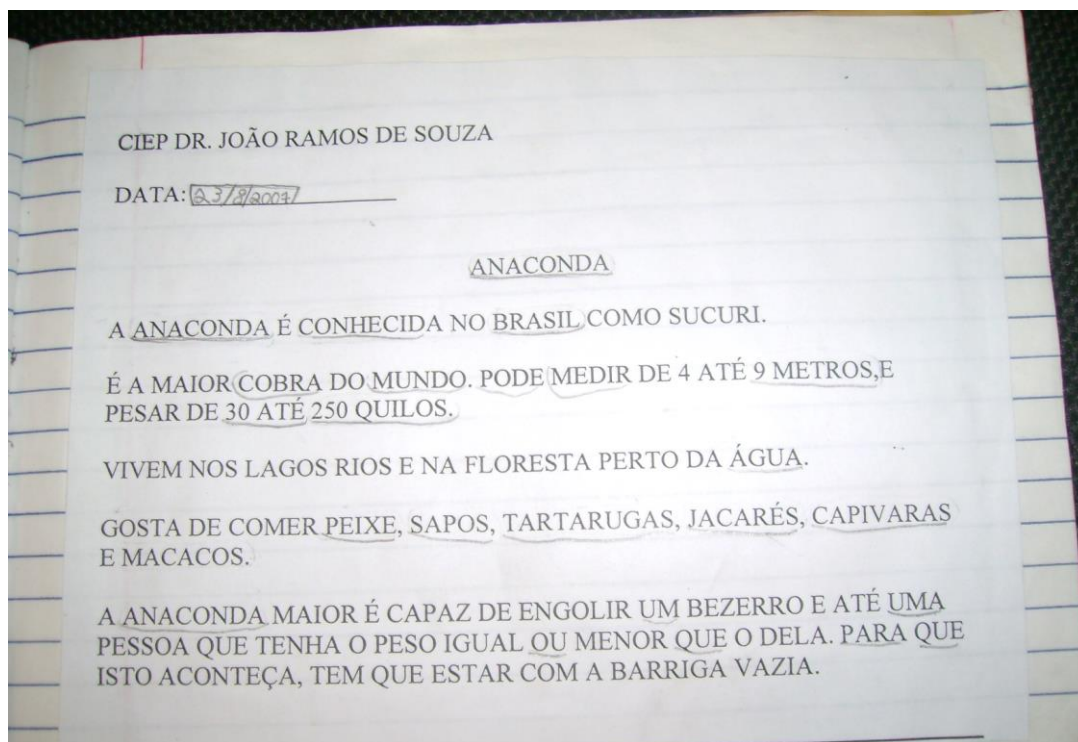 CIEP DR. JOÃO RAMOS DE SOUZA
DATA: 23/8/2007
ANACONDA
A ANACONDA É CONHECIDA NO BRASIL COMO SUCURI.
É A MAIOR COBRA DO MUNDO. PODE MEDIR DE 4 ATÉ 9 METROS,E
PESAR DE 30 ATÉ 250 QUILOS.
VIVEM NOS LAGOS RIOS E NA FLORESTA PERTO DA ÁGUA.
GOSTA DE COMER PEIXE, SAPOS, TARTARUGAS, JACARÉS, CAPIVARAS
E MACACOS.
A ANACONDA MAIOR É CAPAZ DE ENGOLIR UM BEZERRO E ATÉ UMA
PESSOA QUE TENHA O PESO IGUAL OU MENOR QUE O DELA. PARA QUE
ISTO ACONTEÇA, TEM QUE ESTAR COM A BARRIGA VAZIA.